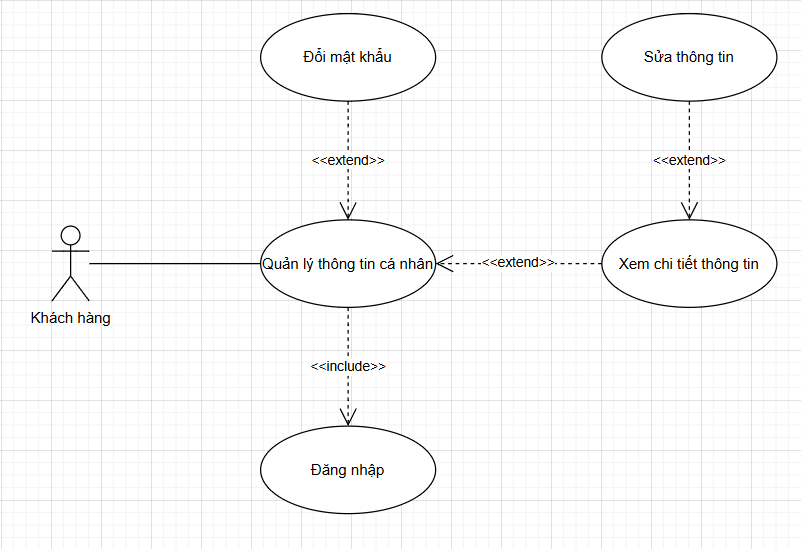 Đổi mật khẩu
Sửa thông tin
<<extend>>
<<extend>>
Quản lý thông tin cá nhân
<<extend>>
Xem chi tiết thông tin
Khách hàng
<<include>>
Đăng nhập